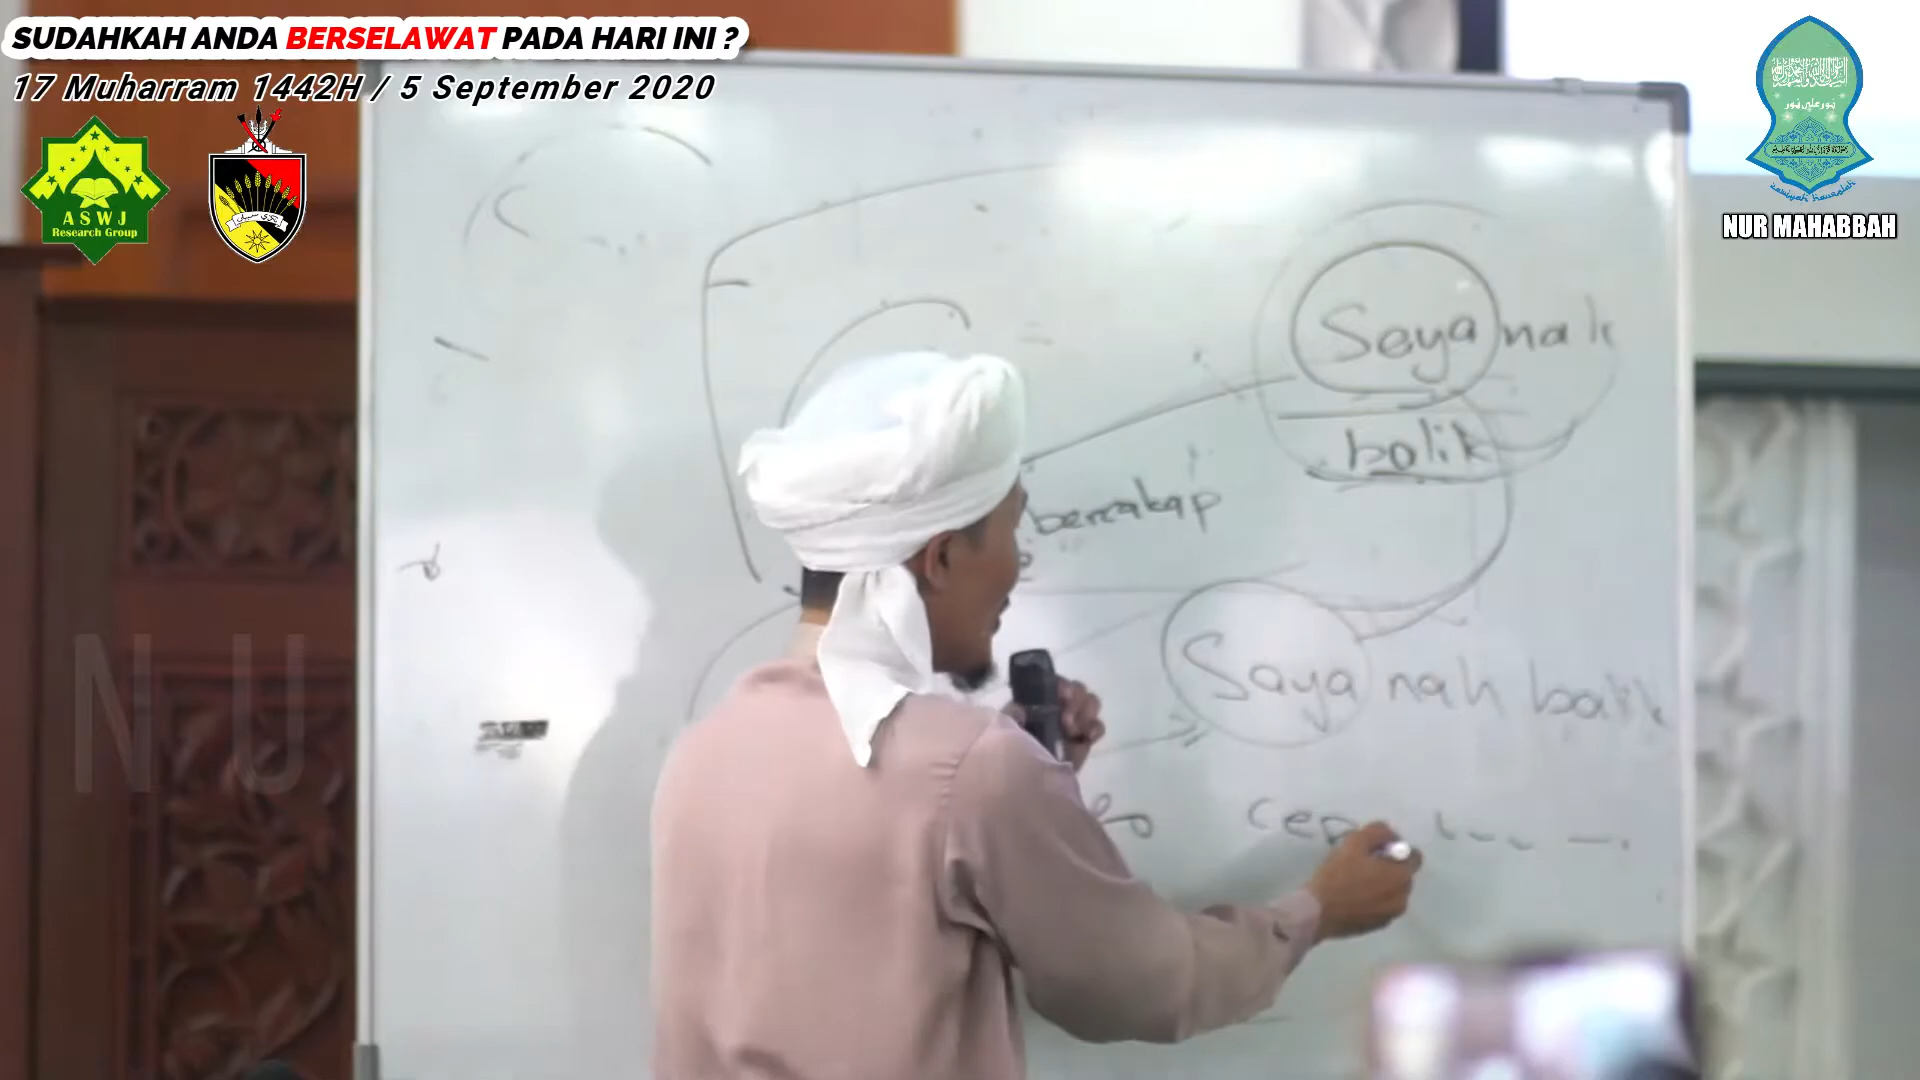 SUDAHKAH ANDA BERSELAWAT PADA HARI INI ?
17 Muharram 1442H / 5 September 2020
ASWJ
Research Group
NUR MAHABBAH
Saya nak
balik
bercakap
Saya nak balik
N U